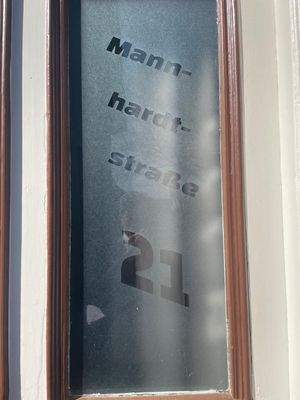 Mann-
hardt-
straße
21